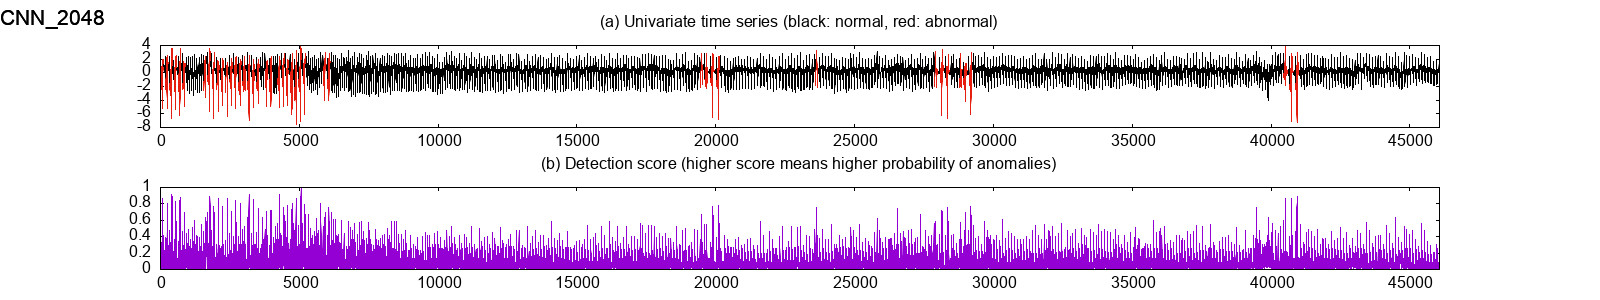 CNN_2048
(a) Univariate time series (black: normal, red: abnormal)
4
2
0
-2
-4
-6
-8
0 5000 10000 15000 20000 25000 30000 35000 40000 45000
(b) Detection score (higher score means higher probability of anomalies)
1
0.8
0.6
0.4
0.2
0
0 5000 10000 15000 20000 25000 30000 35000 40000 45000